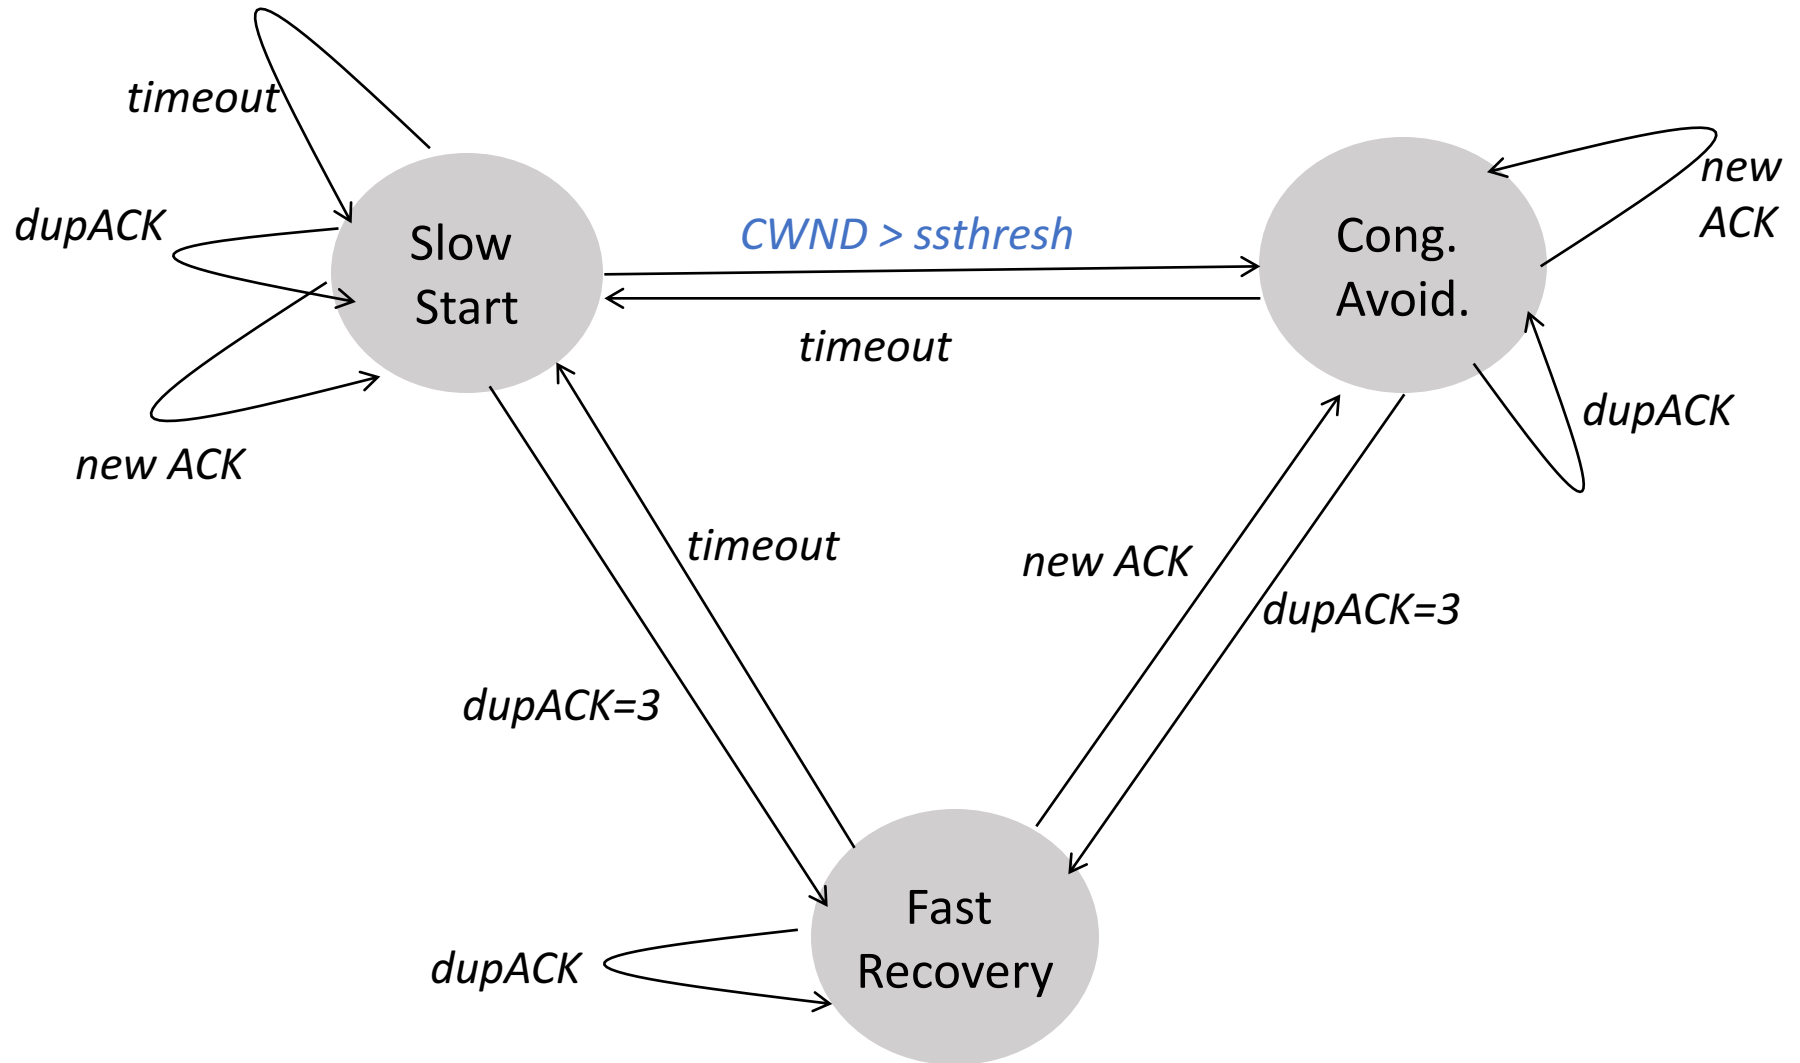 timeout
dupACK
new ACK
Slow
Start
CWND > ssthresh
timeout
Cong.
Avoid.
new
ACK
dupACK
timeout
new ACK
dupACK=3
dupACK=3
Fast
Recovery
dupACK